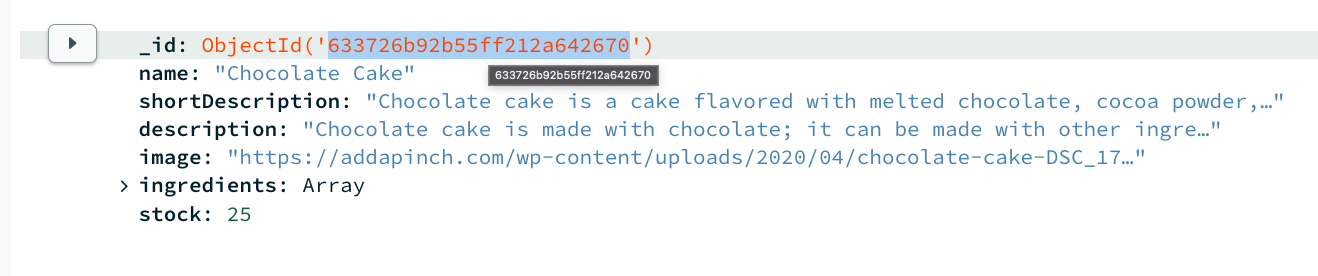 _id: ObjectId('633726b92b55ff212a642670')
name: "Chocolate Cake"
633726b92b55ff212a642670
shortDescription: "Chocolate cake is a cake flavored with melted chocolate, cocoa powder,…"
description: "Chocolate cake is made with chocolate; it can be made with other ingre…"
image: "https://addapinch.com/wp-content/uploads/2020/04/chocolate-cake-DSC_17…"
ingredients: Array
stock: 25